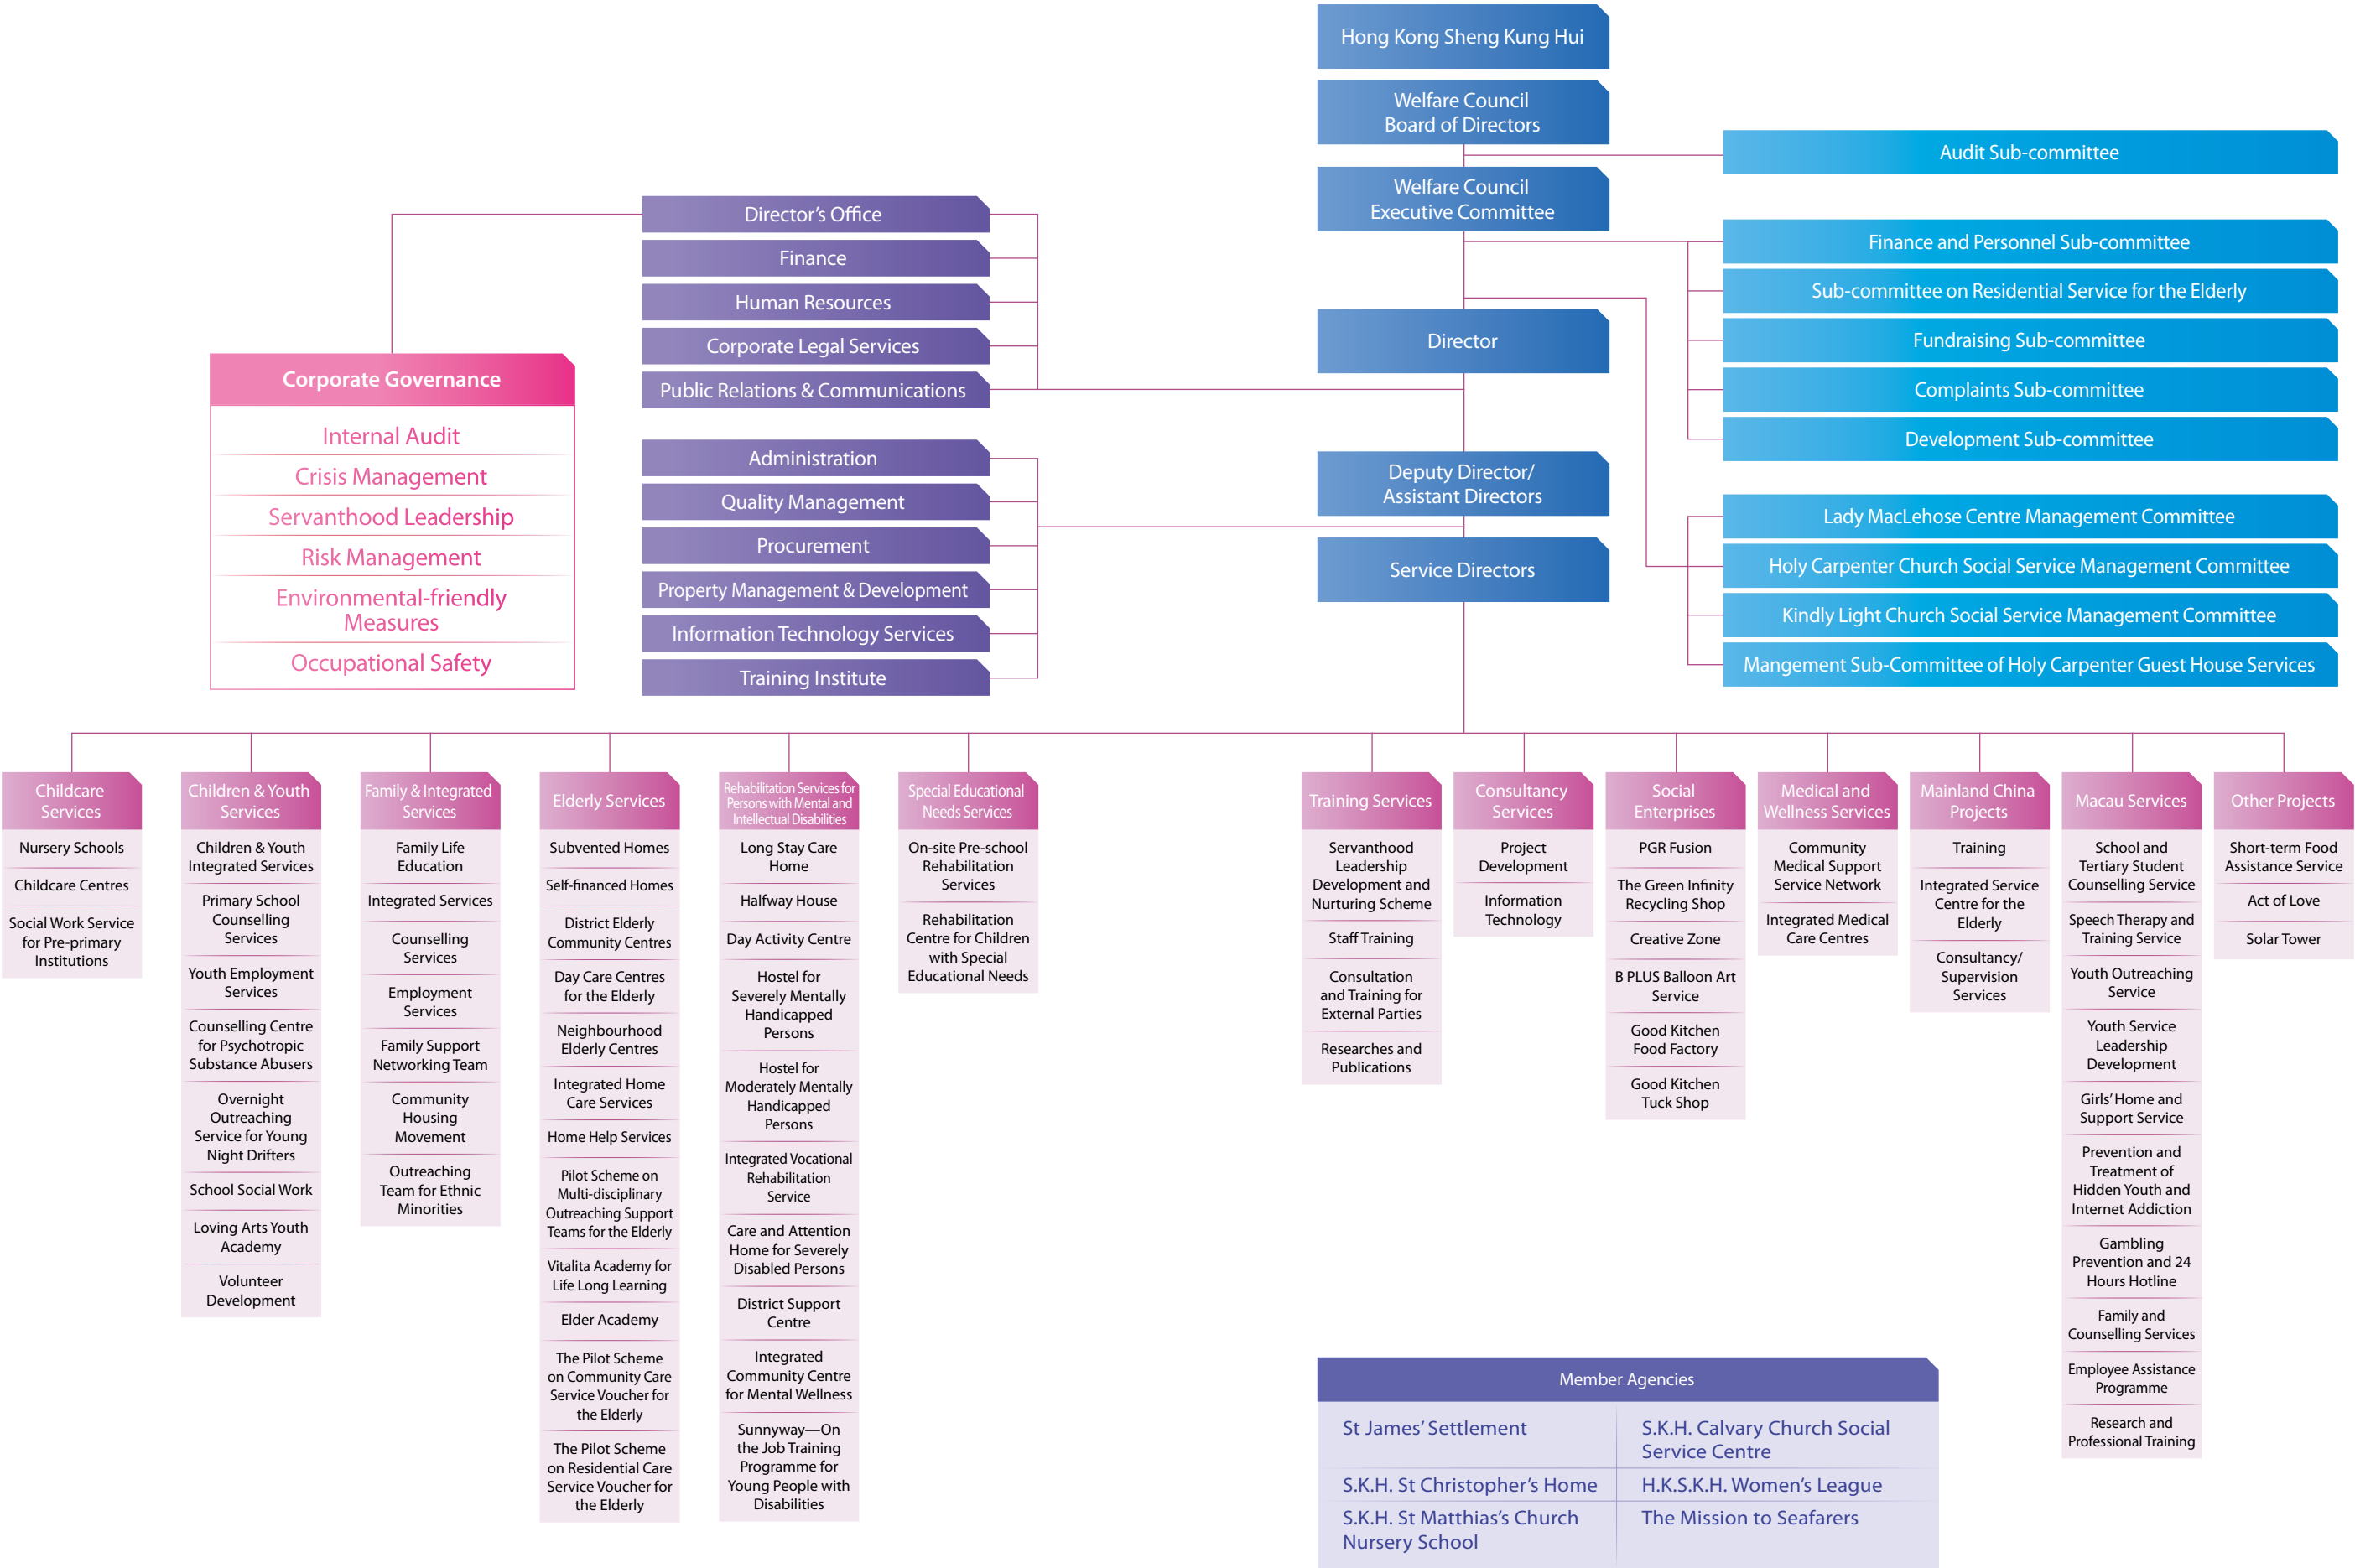 Hong Kong Sheng Kung Hui
Welfare Council
Board of Directors
Audit Sub-committee
Welfare Council
Executive Committee
Director’s Office
Finance
Human Resources
Corporate Legal Services
Public Relations & Communications
Finance and Personnel Sub-committee
Sub-committee on Residential Service for the Elderly
Fundraising Sub-committee
Complaints Sub-committee
Development Sub-committee
Director
Corporate Governance
Internal Audit
Crisis Management
Servanthood Leadership
Risk Management
Environmental-friendly
Measures
Occupational Safety
Administration
Quality Management
Procurement
Property Management & Development
Information Technology Services
Training Institute
Deputy Director/
Assistant Directors
Service Directors
Lady MacLehose Centre Management Committee
Holy Carpenter Church Social Service Management Committee
Kindly Light Church Social Service Management Committee
Mangement Sub-Committee of Holy Carpenter Guest House Services
Childcare
Services
Nursery Schools
Childcare Centres
Social Work Service
for Pre-primary
Institutions
Children & Youth
Services
Children & Youth
Integrated Services
Primary School
Counselling
Services
Youth Employment
Services
Counselling Centre
for Psychotropic
Substance Abusers
Overnight
Outreaching
Service for Young
Night Drifters
School Social Work
Loving Arts Youth
Academy
Volunteer
Development
Family & Integrated
Services
Family Life
Education
Integrated Services
Counselling
Services
Employment
Services
Family Support
Networking Team
Community
Housing
Movement
Outreaching
Team for Ethnic
Minorities
Elderly Services
Subvented Homes
Self-financed Homes
District Elderly
Community Centres
Day Care Centres
for the Elderly
Neighbourhood
Elderly Centres
Integrated Home
Care Services
Home Help Services
Pilot Scheme on
Multi-disciplinary
Outreaching Support
Teams for the Elderly
Vitalita Academy for
Life Long Learning
Elder Academy
The Pilot Scheme
on Community Care
Service Voucher for
the Elderly
The Pilot Scheme
on Residential Care
Service Voucher for
the Elderly
Rehabilitation Services for
Persons with Mental and
Intellectual Disabilities
Long Stay Care
Home
Halfway House
Day Activity Centre
Hostel for
Severely Mentally
Handicapped
Persons
Hostel for
Moderately Mentally
Handicapped
Persons
Integrated Vocational
Rehabilitation
Service
Care and Attention
Home for Severely
Disabled Persons
District Support
Centre
Integrated
Community Centre
for Mental Wellness
Sunnyway—On
the Job Training
Programme for
Young People with
Disabilities
Special Educational
Needs Services
On-site Pre-school
Rehabilitation
Services
Rehabilitation
Centre for Children
with Special
Educational Needs
Training Services
Servanthood
Leadership
Development and
Nurturing Scheme
Staff Training
Consultation
and Training for
External Parties
Researches and
Publications
Consultancy
Services
Project
Development
Information
Technology
Social
Enterprises
PGR Fusion
The Green Infinity
Recycling Shop
Creative Zone
B PLUS Balloon Art
Service
Good Kitchen
Food Factory
Good Kitchen
Tuck Shop
Medical and
Wellness Services
Community
Medical Support
Service Network
Integrated Medical
Care Centres
Mainland China
Projects
Training
Integrated Service
Centre for the
Elderly
Consultancy/
Supervision
Services
Macau Services
School and
Tertiary Student
Counselling Service
Speech Therapy and
Training Service
Youth Outreaching
Service
Youth Service
Leadership
Development
Girls’ Home and
Support Service
Prevention and
Treatment of
Hidden Youth and
Internet Addiction
Gambling
Prevention and 24
Hours Hotline
Family and
Counselling Services
Employee Assistance
Programme
Research and
Professional Training
Other Projects
Short-term Food
Assistance Service
Act of Love
Solar Tower
Member Agencies
St James’ Settlement
S.K.H. Calvary Church Social
Service Centre
S.K.H. St Christopher’s Home
H.K.S.K.H. Women’s League
S.K.H. St Matthias’s Church
Nursery School
The Mission to Seafarers